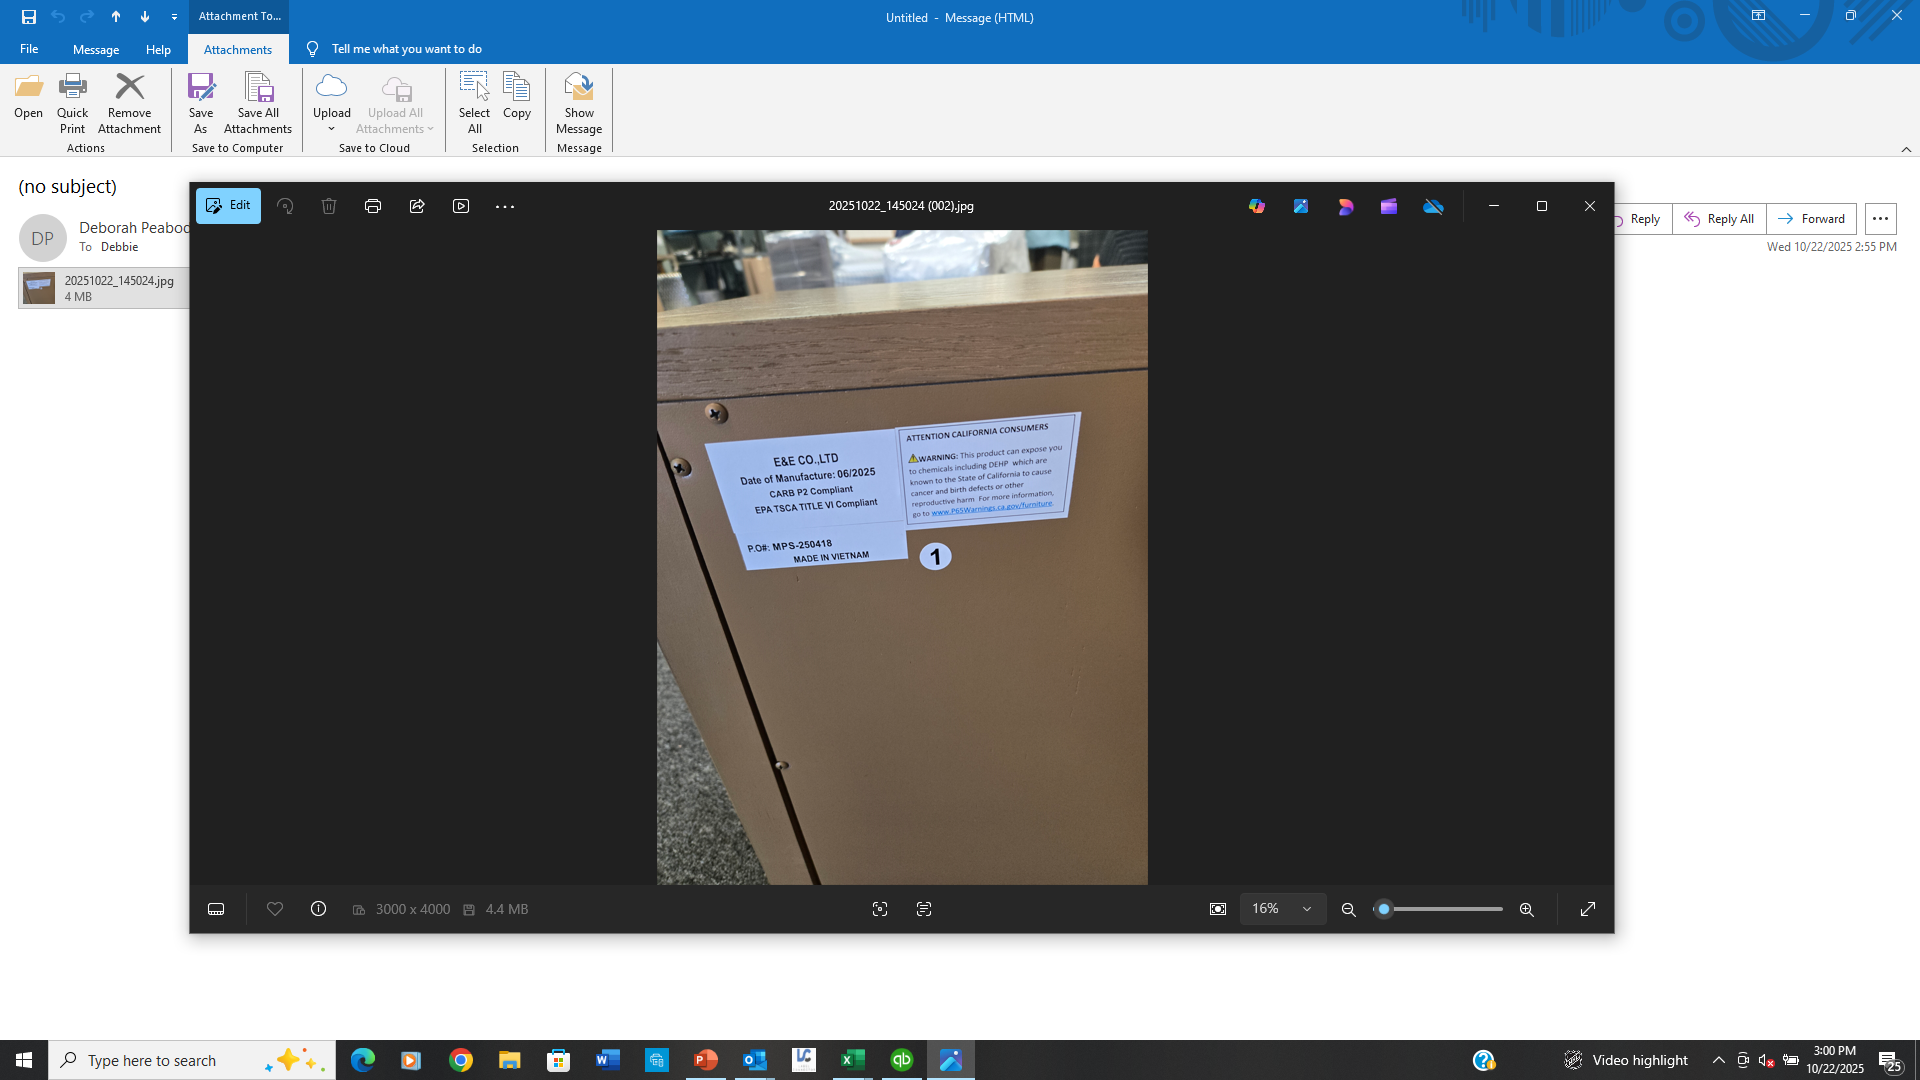 Attachment To...
Untitled - Message (HTML)
File
Message
Help
Attachments
Tell me what you want to do
Open
Quick Print
Remove Attachment
Save As
Save All Attachments
Upload
Upload All Attachments
Select All
Copy
Show Message
Actions
Save to Computer
Save to Cloud
Selection
Message
(no subject)
DP
Deborah Peaboc
To Debbie
20251022_145024.jpg
4 MB
Reply
Reply All
Forward
Wed 10/22/2025 2:55 PM
Edit
20251022_145024 (002).jpg
E&E CO.,LTD
Date of Manufacture: 06/2025
CARB P2 Compliant
EPA TSCA TITLE VI Compliant
P.O#: MPS-250418
MADE IN VIETNAM
ATTENTION CALIFORNIA CONSUMERS
WARNING: This product can expose you
to chemicals including DEHP which are
known to the State of California to cause
cancer and birth defects or other
reproductive harm For more information,
go to www.P65Warnings.ca.gov/furniture.
1
3000 x 4000
4.4 MB
16%
Type here to search
Video highlight
3:00 PM
10/22/2025
25